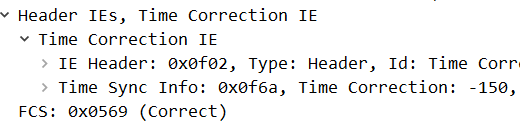 Header IEs, Time Correction IE
Time Correction IE
IE Header: 0x0f02, Type: Header, Id: Time Corr
Time Sync Info: 0x0f6a, Time Correction: -150,
FCS: 0x0569 (Correct)